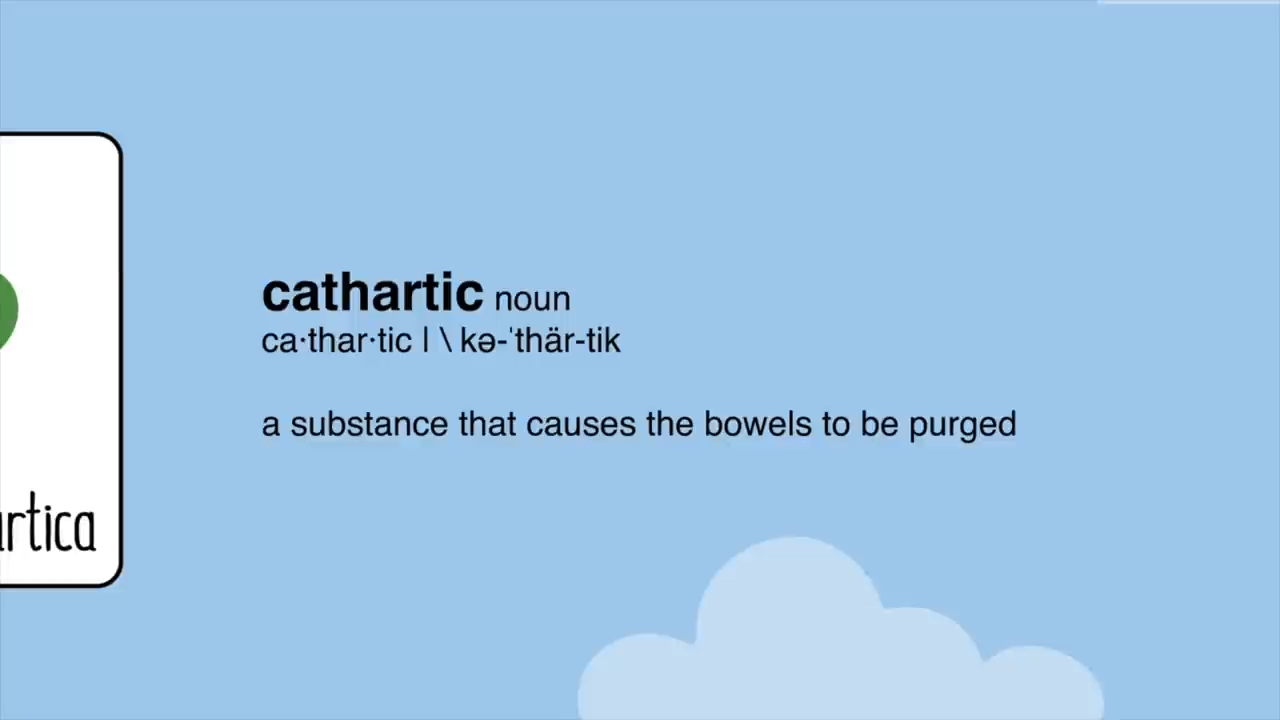 cathartic noun
ca·thar·tic | \ kə-ˈthär-tik
a substance that causes the bowels to be purged
artica